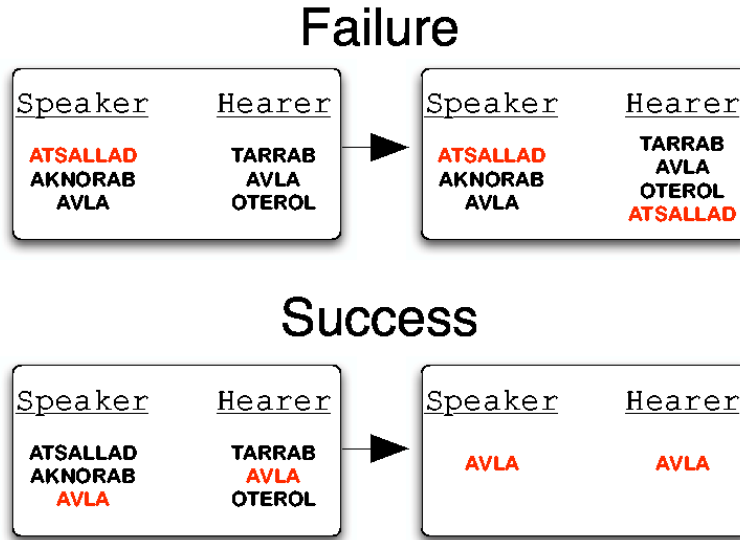 Failure
Speaker Hearer
ATSALLAD TARRAB
AKNORAB AVLA
AVLA OTEROL
Speaker Hearer
ATSALLAD TARRAB
AKNORAB AVLA
AVLA OTEROL
ATSALLAD
Success
Speaker Hearer
ATSALLAD TARRAB
AKNORAB AVLA
AVLA OTEROL
Speaker Hearer
AVLA AVLA